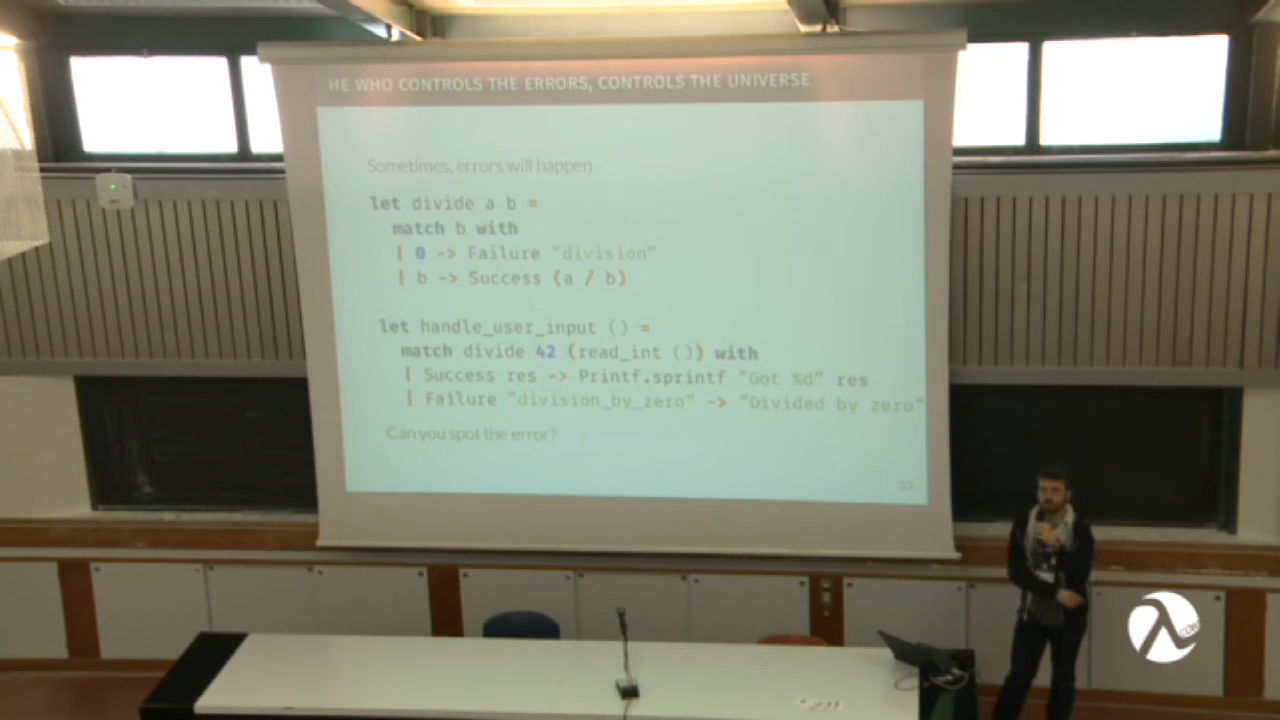 HE WHO CONTROLS THE ERRORS, CONTROLS THE UNIVERSE
Sometimes, errors will happen
let divide a b =
match b with
| 0 -> Failure "division"
| b -> Success (a / b)
let handle_user_input () =
match divide 42 (read_int ()) with
| Success res -> Printf.sprintf "Got %d" res
| Failure "division_by_zero" -> "Divided by zero"
Can you spot the error?
33
λ